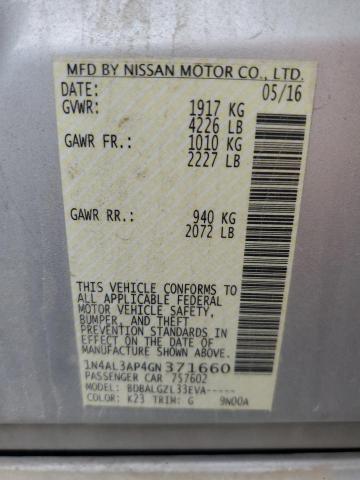 MFD BY NISSAN MOTOR CO., LTD.
DATE: 05/16
GVWR: 1917 KG
4226 LB
GAWR FR.: 1010 KG
2227 LB
GAWR RR.: 940 KG
2072 LB
THIS VEHICLE CONFORMS TO
ALL APPLICABLE FEDERAL
MOTOR VEHICLE SAFETY,
BUMPER, AND THEFT
PREVENTION STANDARDS IN
EFFECT ON THE DATE OF
MANUFACTURE SHOWN ABOVE.
1N4AL3AP4GN371660
PASSENGER CAR 757602
MODEL: BDBALGZL33EVA-----
COLOR: K23 TRIM: G 9N00A